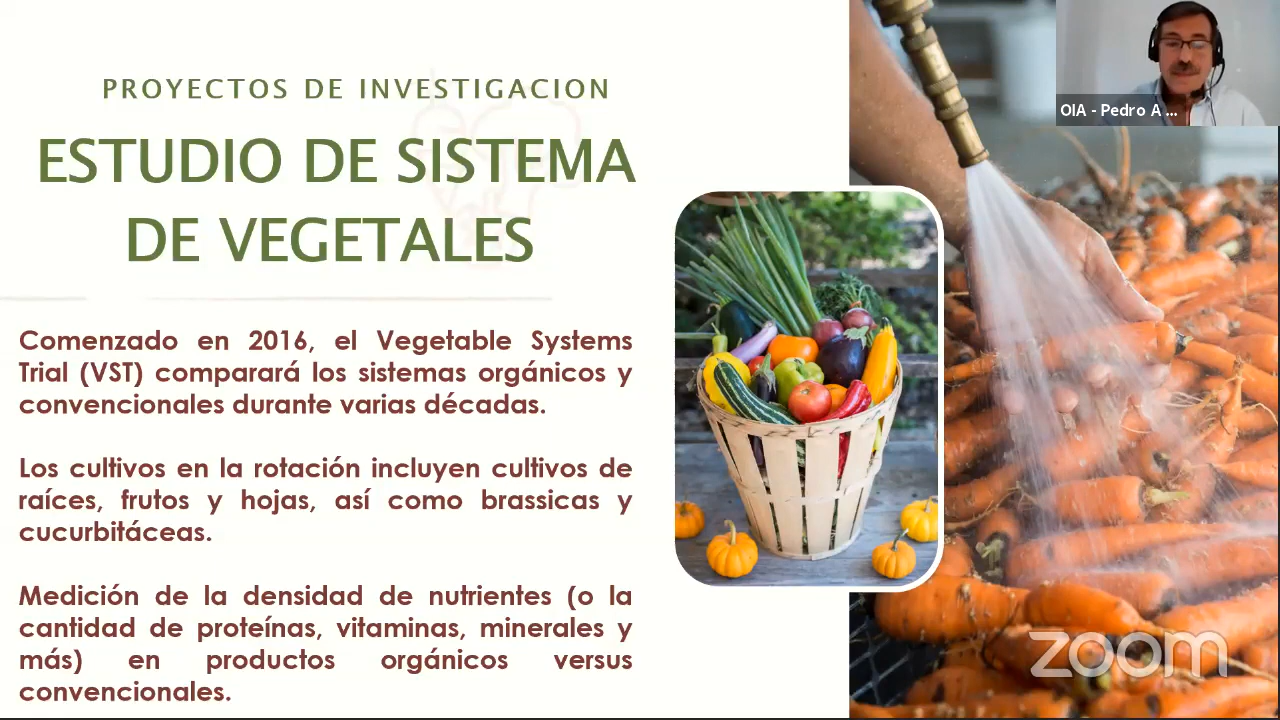 PROYECTOS DE INVESTIGACION
ESTUDIO DE SISTEMA
DE VEGETALES
Comenzado en 2016, el Vegetable Systems
Trial (VST) comparará los sistemas orgánicos y
convencionales durante varias décadas.
Los cultivos en la rotación incluyen cultivos de
raíces, frutos y hojas, así como brassicas y
cucurbitáceas.
Medición de la densidad de nutrientes (o la
cantidad de proteínas, vitaminas, minerales y
más) en productos orgánicos versus
convencionales.
OIA - Pedro A ...
zoom